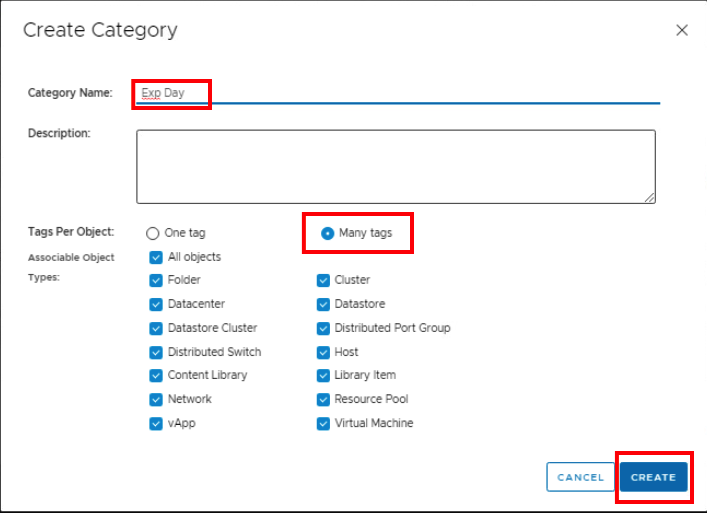 Create Category
Category Name: Exp Day
Description:
Tags Per Object: One tag Many tags
Associable Object Types: All objects
Folder Cluster
Datacenter Datastore
Datastore Cluster Distributed Port Group
Distributed Switch Host
Content Library Library Item
Network Resource Pool
vApp Virtual Machine
CANCEL CREATE